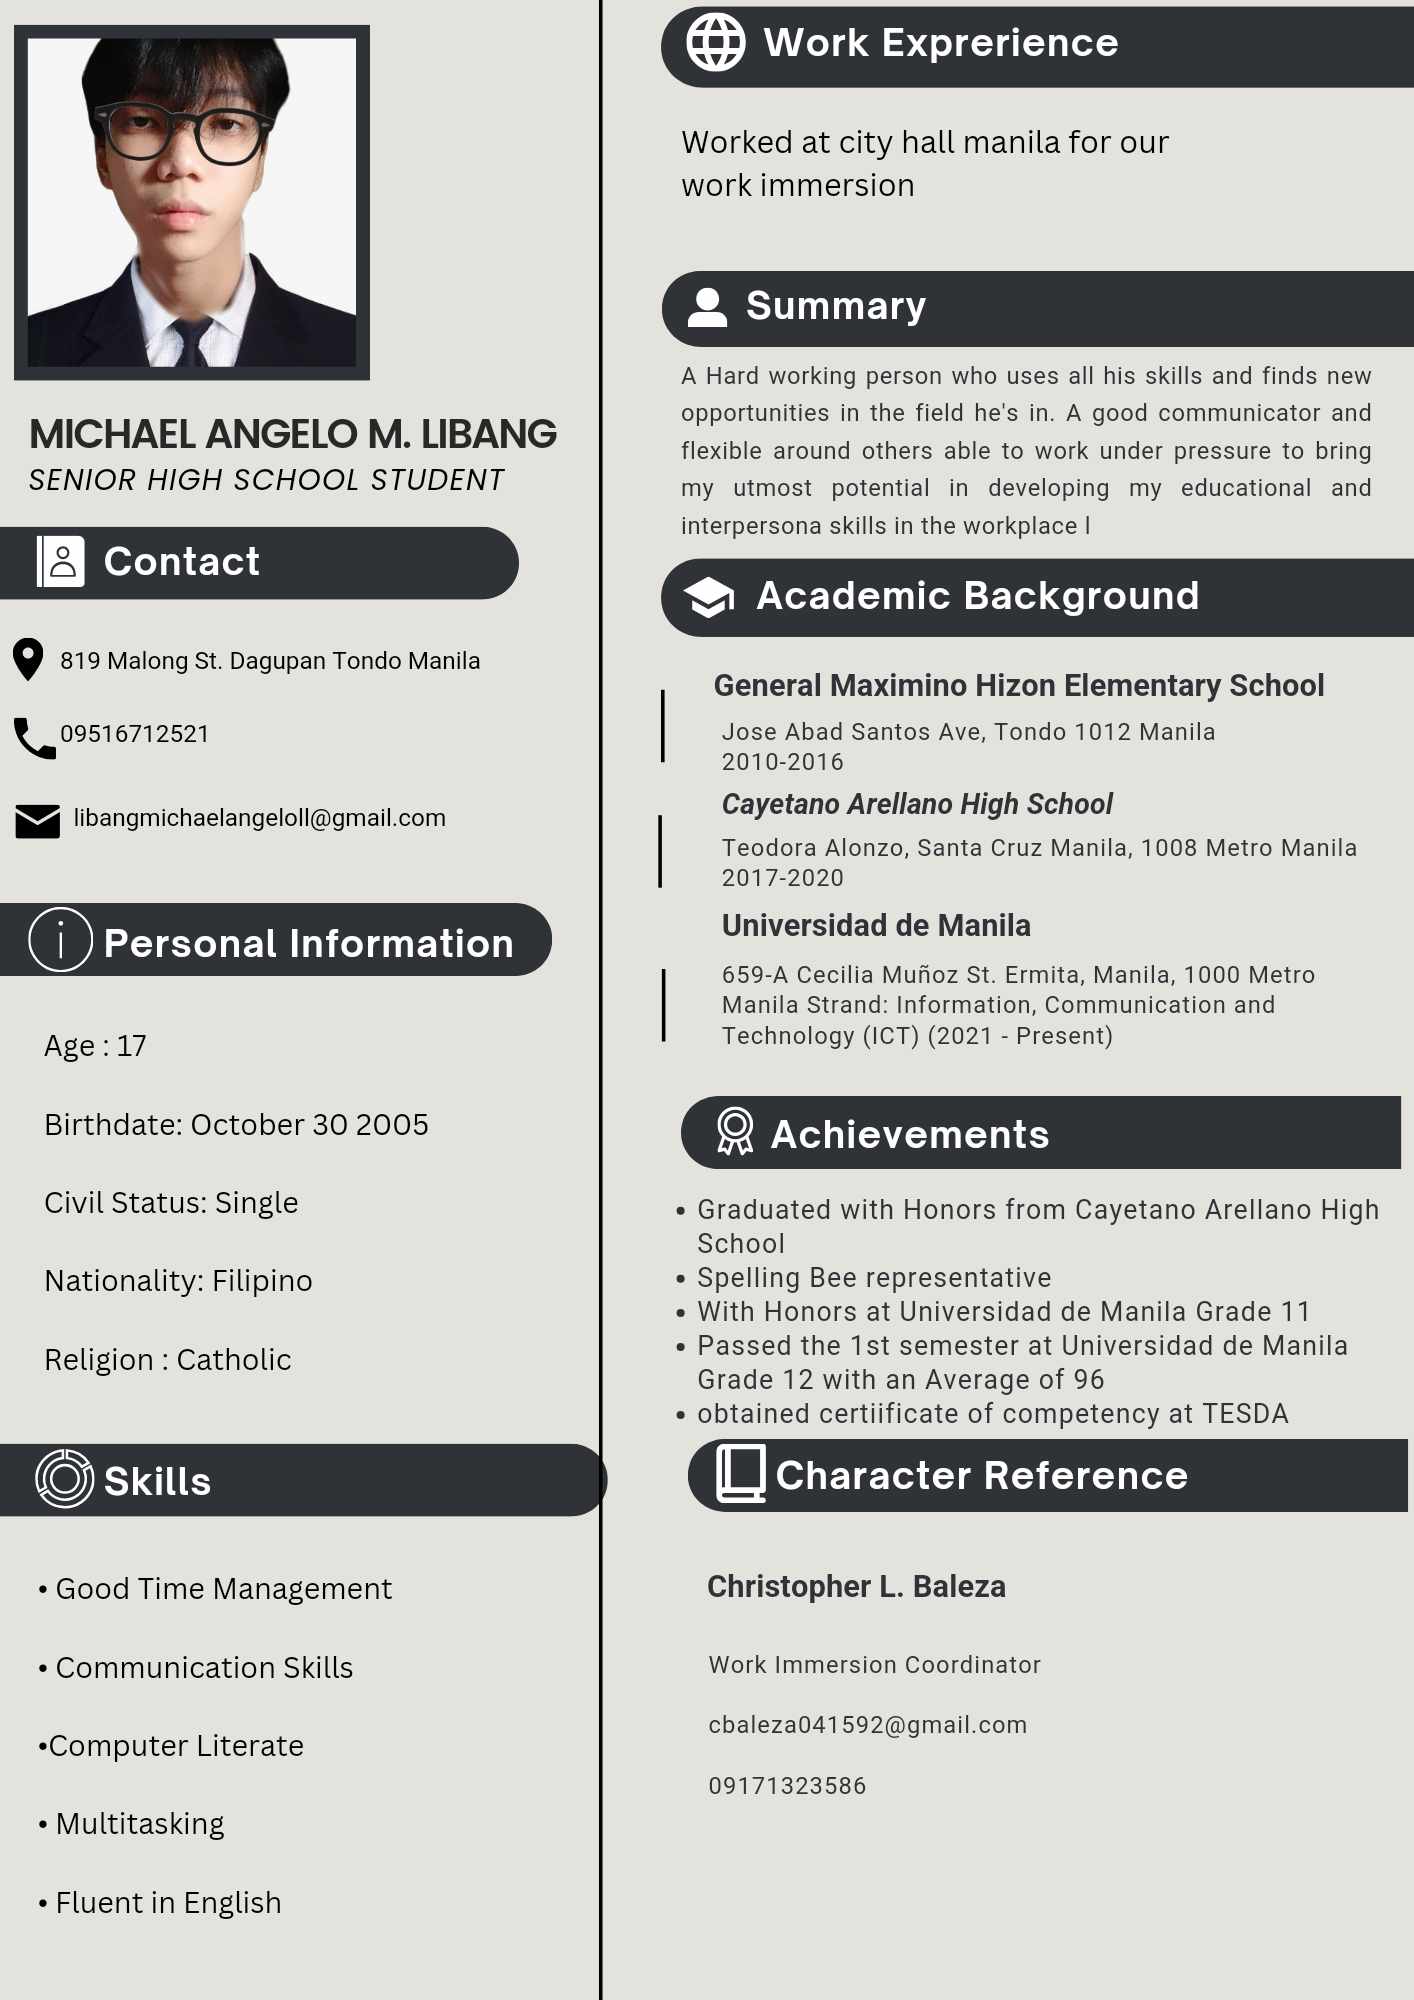 MICHAEL ANGELO M. LIBANG
SENIOR HIGH SCHOOL STUDENT
Contact
819 Malong St. Dagupan Tondo Manila
09516712521
libangmichaelangeloll@gmail.com
Personal Information
Age : 17
Birthdate: October 30 2005
Civil Status: Single
Nationality: Filipino
Religion : Catholic
Skills
• Good Time Management
• Communication Skills
•Computer Literate
• Multitasking
• Fluent in English
Work Exprerience
Worked at city hall manila for our
work immersion
Summary
A Hard working person who uses all his skills and finds new
opportunities in the field he's in. A good communicator and
flexible around others able to work under pressure to bring
my utmost potential in developing my educational and
interpersona skills in the workplace l
Academic Background
General Maximino Hizon Elementary School
Jose Abad Santos Ave, Tondo 1012 Manila
2010-2016
Cayetano Arellano High School
Teodora Alonzo, Santa Cruz Manila, 1008 Metro Manila
2017-2020
Universidad de Manila
659-A Cecilia Muñoz St. Ermita, Manila, 1000 Metro
Manila Strand: Information, Communication and
Technology (ICT) (2021 - Present)
Achievements
• Graduated with Honors from Cayetano Arellano High
School
• Spelling Bee representative
• With Honors at Universidad de Manila Grade 11
• Passed the 1st semester at Universidad de Manila
Grade 12 with an Average of 96
• obtained certiificate of competency at TESDA
Character Reference
Christopher L. Baleza
Work Immersion Coordinator
cbaleza041592@gmail.com
09171323586